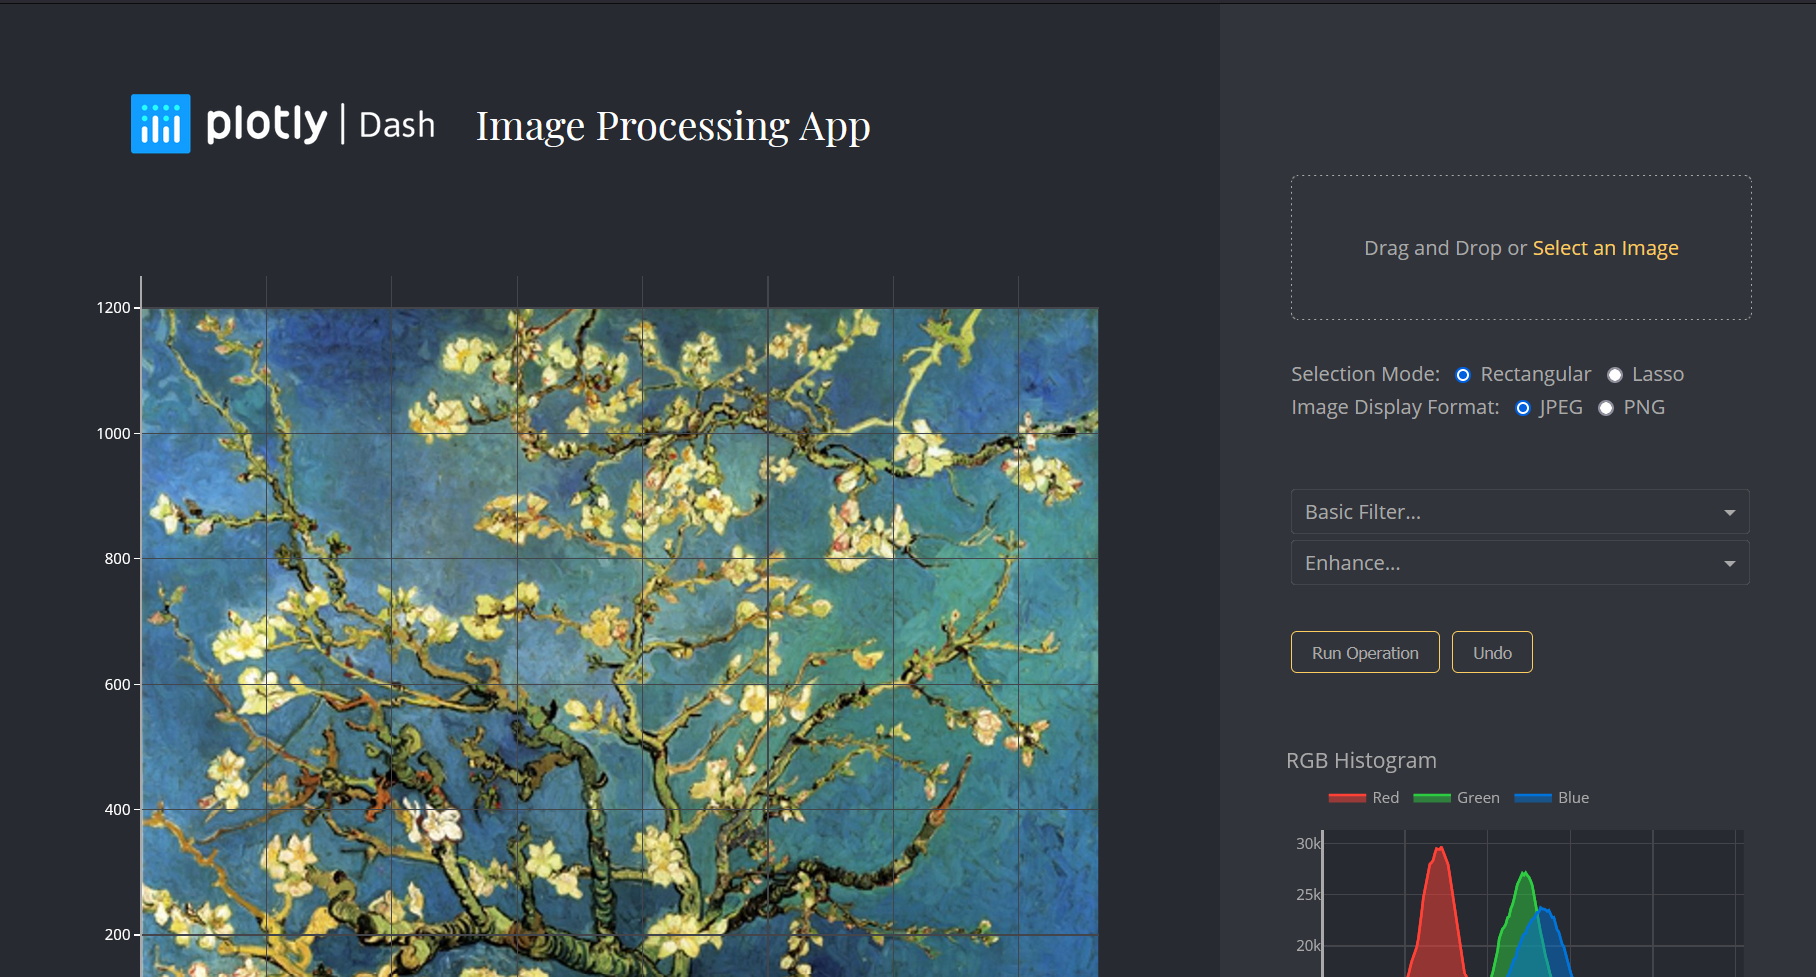 plotly | Dash Image Processing App
Drag and Drop or Select an Image
Selection Mode: Rectangular Lasso
Image Display Format: JPEG PNG
Basic Filter...
Enhance...
Run Operation Undo
RGB Histogram
Red Green Blue
30k
25k
20k
1200
1000
800
600
400
200